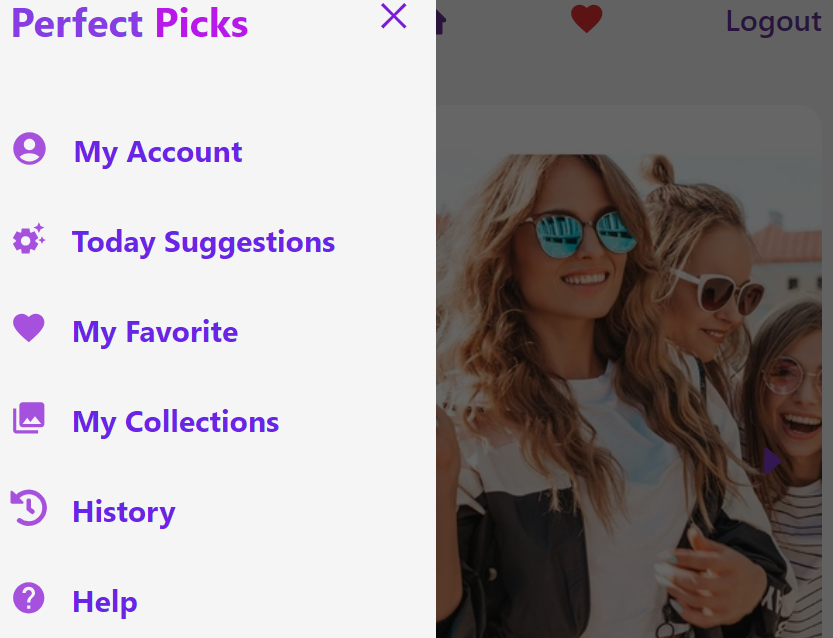 Perfect Picks
Logout
My Account
Today Suggestions
My Favorite
My Collections
History
Help